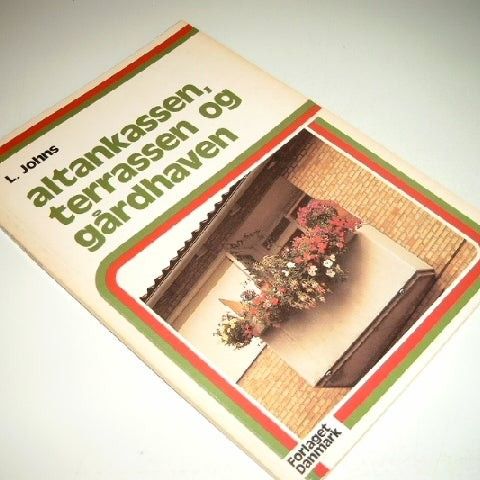 L. Johns
altankassen,
terrassen og
gårdhaven
Forlaget
Danmark